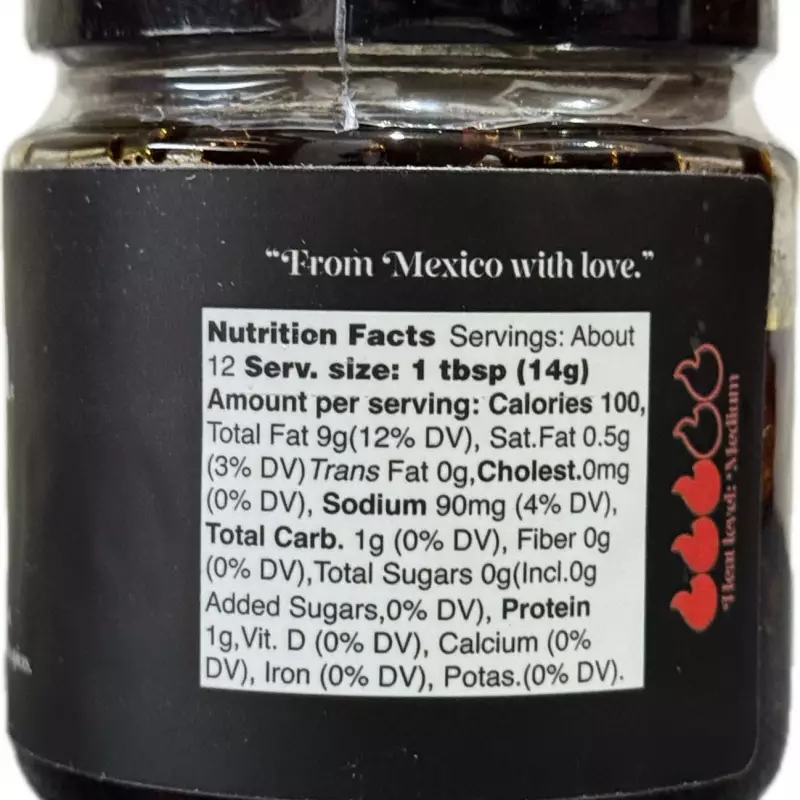 “From Mexico with love.”
Nutrition Facts Servings: About
12 Serv. size: 1 tbsp (14g)
Amount per serving: Calories 100,
Total Fat 9g(12% DV), Sat.Fat 0.5g
(3% DV) Trans Fat 0g,Cholest.0mg
(0% DV), Sodium 90mg (4% DV),
Total Carb. 1g (0% DV), Fiber 0g
(0% DV),Total Sugars 0g(Incl.0g
Added Sugars,0% DV), Protein
1g,Vit. D (0% DV), Calcium (0%
DV), Iron (0% DV), Potas.(0% DV).
Heat level: Medium